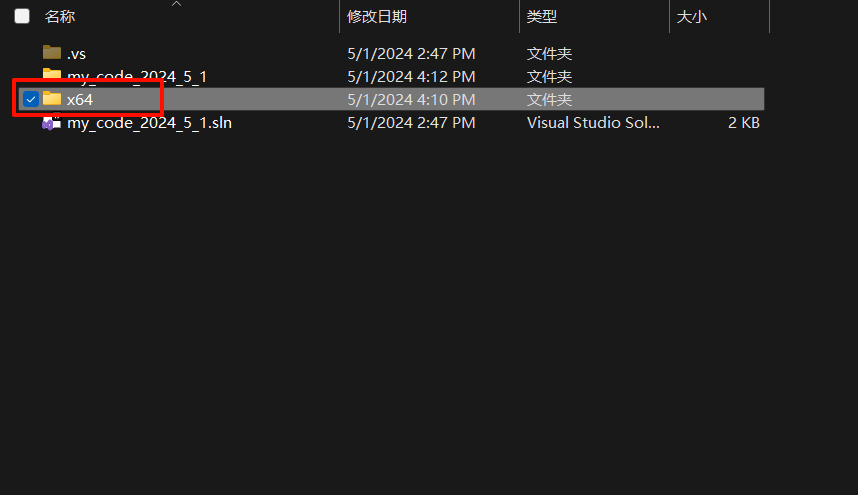 名称 修改日期 类型 大小
.vs 5/1/2024 2:47 PM 文件夹
my_code_2024_5_1 5/1/2024 4:12 PM 文件夹
x64 5/1/2024 4:10 PM 文件夹
my_code_2024_5_1.sln 5/1/2024 2:47 PM Visual Studio Sol... 2 KB